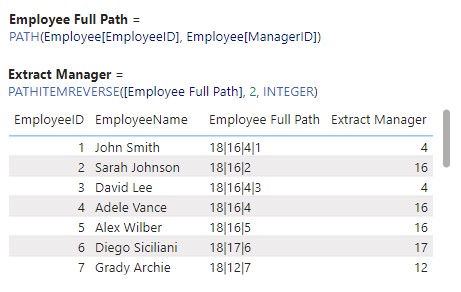 Employee Full Path =
PATH(Employee[EmployeeID], Employee[ManagerID])
Extract Manager =
PATHITEMREVERSE([Employee Full Path], 2, INTEGER)
EmployeeID EmployeeName Employee Full Path Extract Manager
1 John Smith 18|16|4|1 4
2 Sarah Johnson 18|16|2 16
3 David Lee 18|16|4|3 4
4 Adele Vance 18|16|4 16
5 Alex Wilber 18|16|5 16
6 Diego Siciliani 18|17|6 17
7 Grady Archie 18|12|7 12